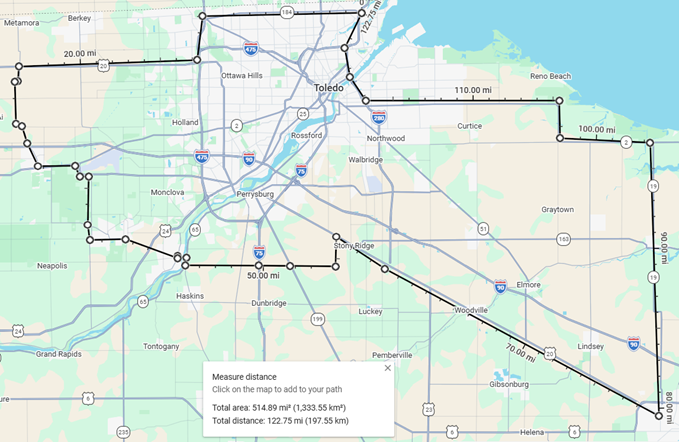 Metamora
Berkey
184
0
122.75 mi
20.00 mi
20
475
Ottawa Hills
Reno Beach
Toledo
110.00 mi
25
Holland
2
280
Curtice
100.00 mi
Rossford
Northwood
2
475
90
Walbridge
75
19
Monclova
Perrysburg
Graytown
24
65
51
163
Stony Ridge
90.00 mi
75
Neapolis
50.00 mi
19
90
Elmore
Haskins
65
Dunbridge
Luckey
Woodville
24
199
Tontogany
70.00 mi
Lindsey
90
Grand Rapids
Pemberville
20
Gibsonburg
80.00 mi
Measure distance
Click on the map to add to your path
Total area: 514.89 mi² (1,333.55 km²)
Total distance: 122.75 mi (197.55 km)
6
6
23
235
Helena
6